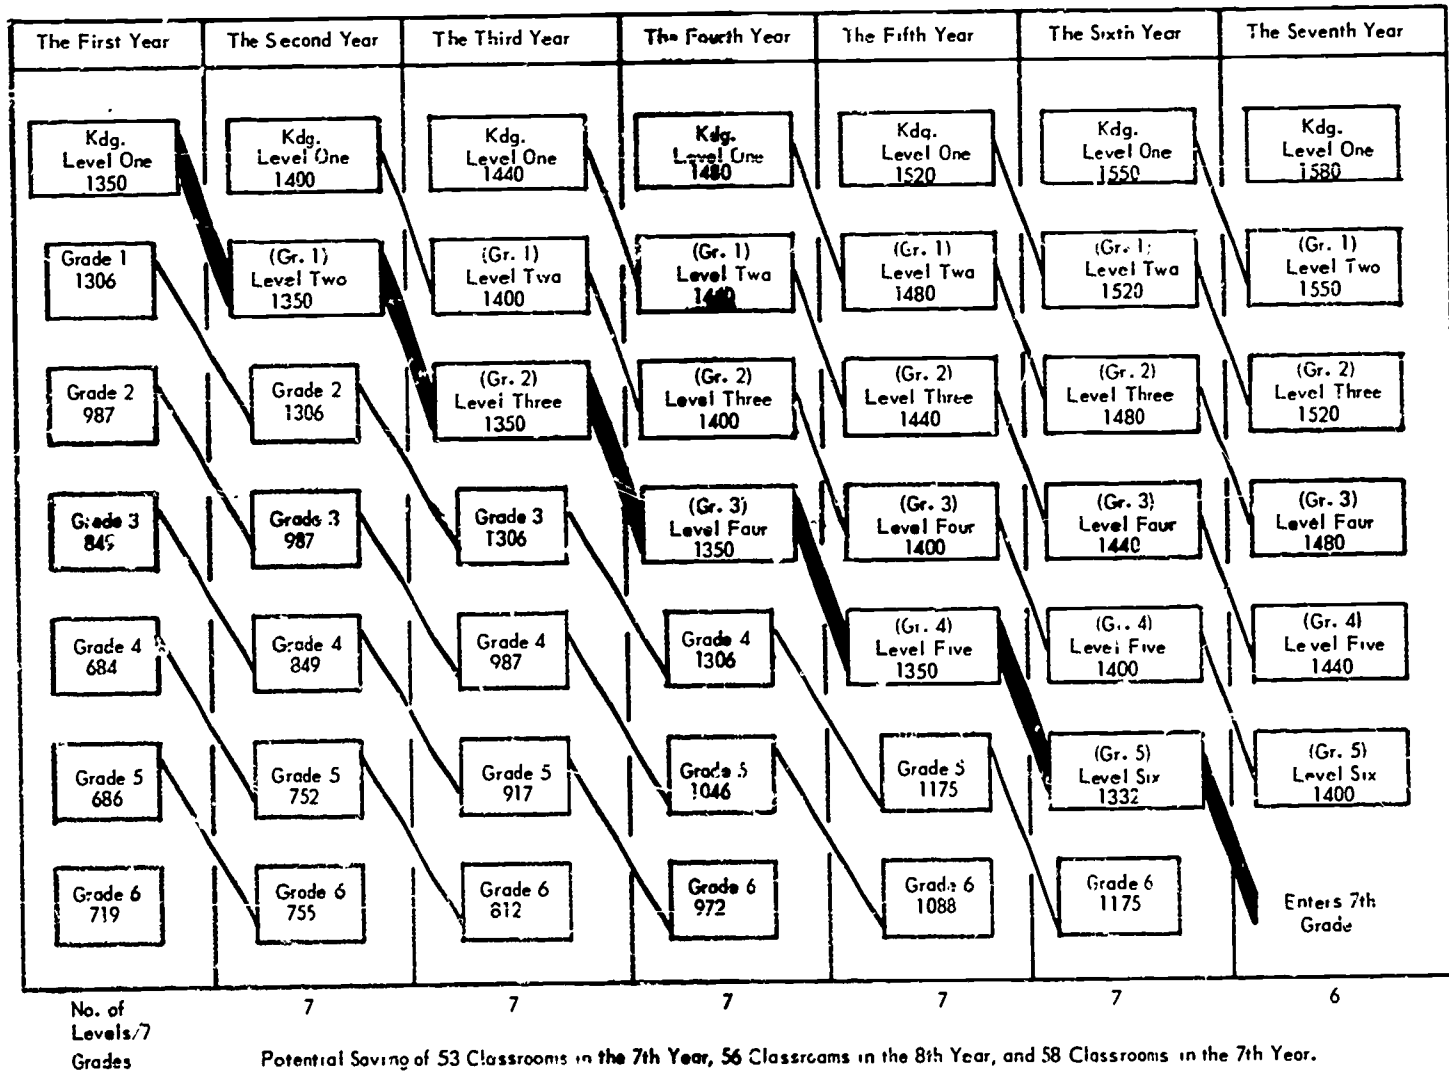 The First Year
The Second Year
The Third Year
The Fourth Year
The Fifth Year
The Sixth Year
The Seventh Year
Kdg.
Level One
1350
Kdg.
Level One
1400
Kdg.
Level One
1440
Kdg.
Level One
1480
Kdg.
Level One
1520
Kdg.
Level One
1550
Kdg.
Level One
1580
Grade 1
1306
(Gr. 1)
Level Two
1350
(Gr. 1)
Level Two
1400
(Gr. 1)
Level Two
1440
(Gr. 1)
Level Two
1480
(Gr. 1)
Level Two
1520
(Gr. 1)
Level Two
1550
Grade 2
987
Grade 2
1306
(Gr. 2)
Level Three
1350
(Gr. 2)
Level Three
1400
(Gr. 2)
Level Three
1440
(Gr. 2)
Level Three
1480
(Gr. 2)
Level Three
1520
Grade 3
849
Grade 3
987
Grade 3
1306
(Gr. 3)
Level Four
1350
(Gr. 3)
Level Four
1400
(Gr. 3)
Level Four
1440
(Gr. 3)
Level Four
1480
Grade 4
684
Grade 4
849
Grade 4
987
Grade 4
1306
(Gr. 4)
Level Five
1350
(Gr. 4)
Level Five
1400
(Gr. 4)
Level Five
1440
Grade 5
686
Grade 5
752
Grade 5
917
Grade 5
1046
Grade 5
1175
(Gr. 5)
Level Six
1332
(Gr. 5)
Level Six
1400
Grade 6
719
Grade 6
755
Grade 6
812
Grade 6
972
Grade 6
1088
Grade 6
1175
Enters 7th
Grade
No. of
Levels/7
Grades
7
7
7
7
7
6
Potential Saving of 53 Classrooms in the 7th Year, 56 Classrooms in the 8th Year, and 58 Classrooms in the 7th Year.